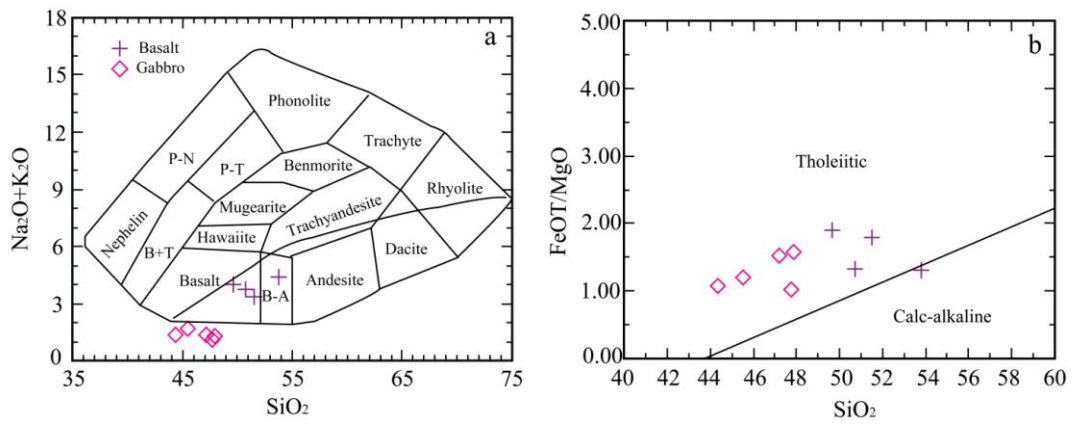 a
Basalt
Gabbro
Na₂O+K₂O
18
15
12
9
6
3
0
35
45
55
65
75
SiO₂
Phonolite
Trachyte
P-N
P-T
Benmorite
Rhyolite
Mugearite
Trachyandesite
Nephelin
B+T
Hawaiite
Dacite
Basalt
B-A
Andesite
b
FeOT/MgO
5.00
4.00
3.00
2.00
1.00
0.00
40
42
44
46
48
50
52
54
56
58
60
SiO₂
Tholeiitic
Calc-alkaline